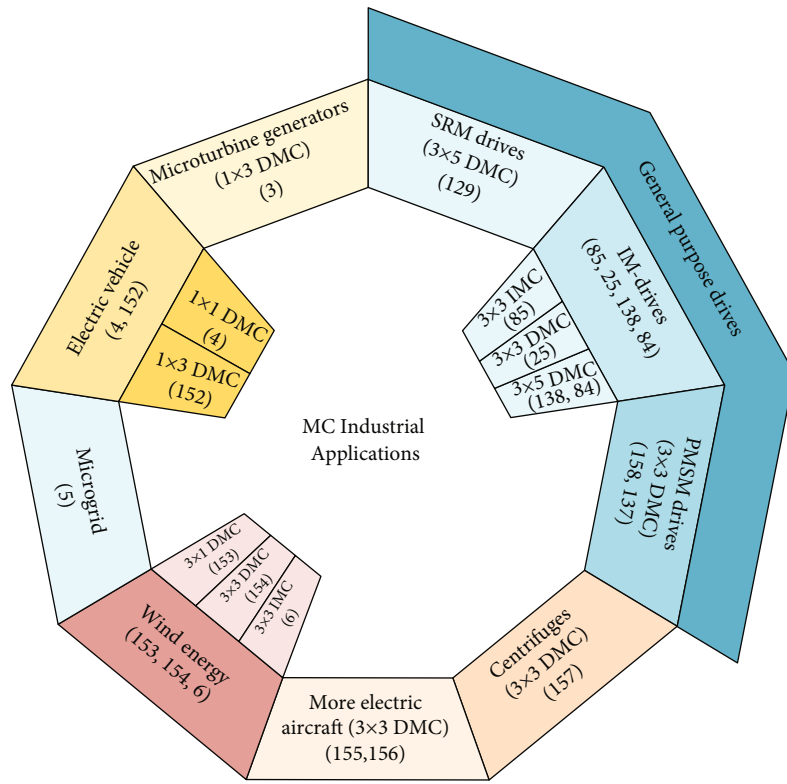 Microturbine generators
(1×3 DMC)
(3)
SRM drives
(3×5 DMC)
(129)
General purpose drives
IM-drives
(85, 25, 138, 84)
3×3 IMC
(85)
3×3 DMC
(25)
3×5 DMC
(138, 84)
PMSM drives
(3×3 DMC)
(158, 137)
Centrifuges
(3×3 DMC)
(157)
More electric
aircraft (3×3 DMC)
(155,156)
Wind energy
(153, 154, 6)
3×1 DMC
(153)
3×3 DMC
(154)
3×3 IMC
(6)
Microgrid
(5)
Electric vehicle
(4, 152)
1×1 DMC
(4)
1×3 DMC
(152)
MC Industrial
Applications